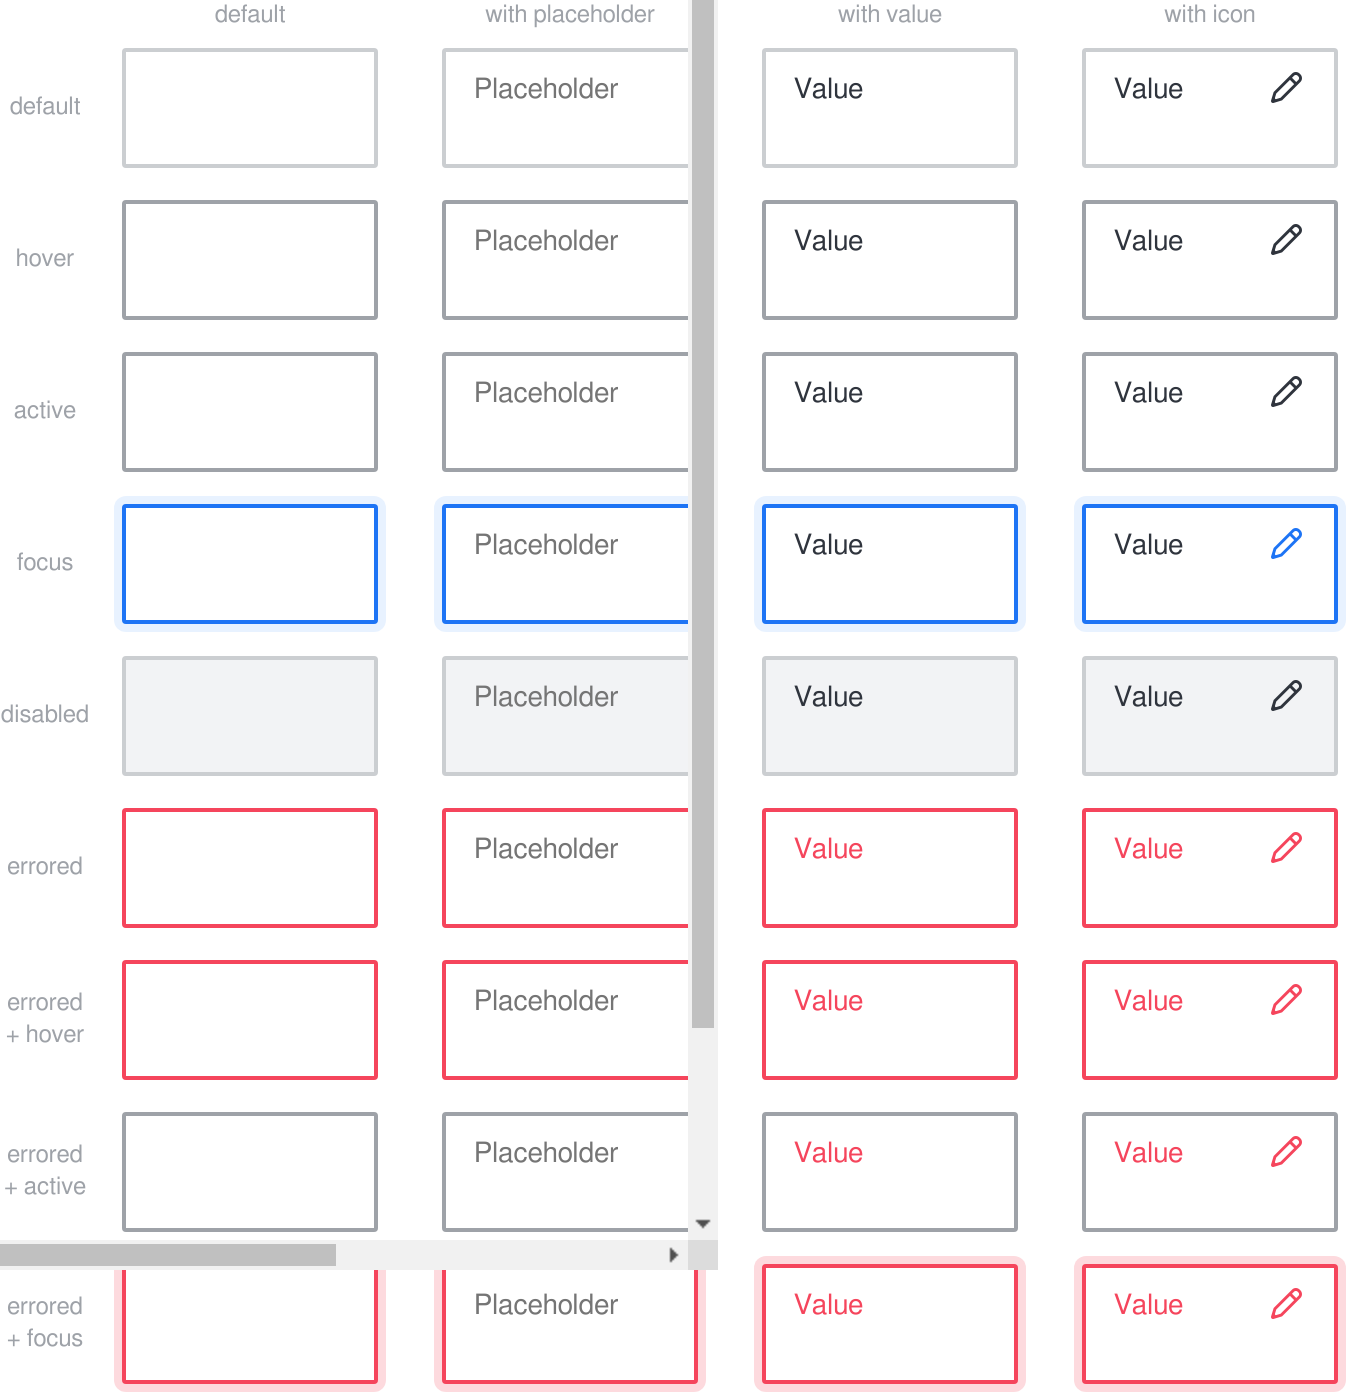 default with placeholder with value with icon
default Placeholder Value Value
hover Placeholder Value Value
active Placeholder Value Value
focus Placeholder Value Value
disabled Placeholder Value Value
errored Placeholder Value Value
errored
+ hover Placeholder Value Value
errored
+ active Placeholder Value Value
errored
+ focus Placeholder Value Value